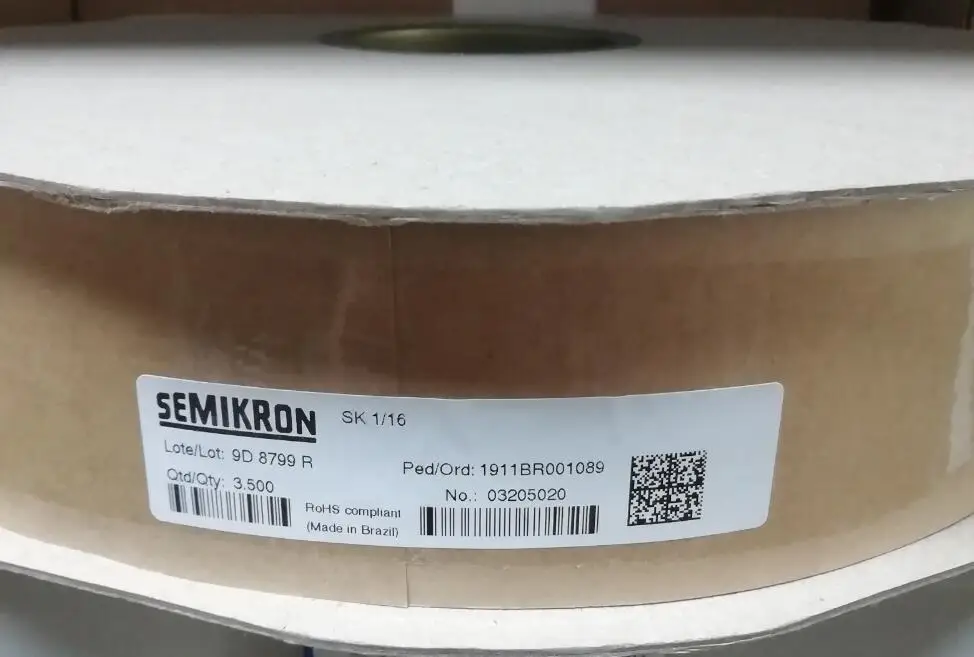 SEMIKRON SK 1/16
Lote/Lot: 9D 8799 R
Ped/Ord: 1911BR001089
Qtd/Qty: 3.500
No.: 03205020
RoHS compliant
(Made in Brazil)